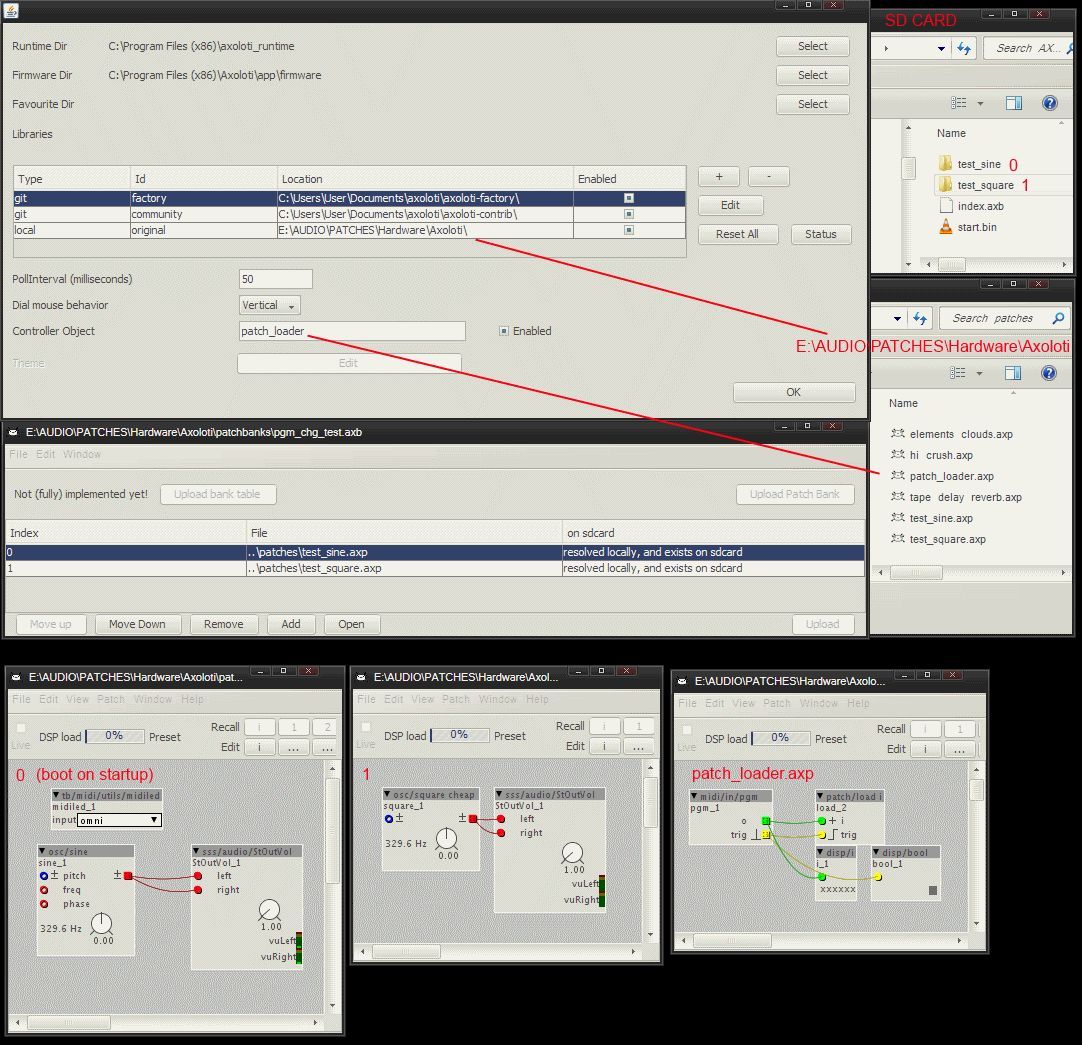 Runtime Dir C:\Program Files (x86)\axoloti_runtime Select
Firmware Dir C:\Program Files (x86)\Axoloti\app\firmware Select
Favourite Dir Select
Libraries
Type Id Location Enabled
git factory C:\Users\User\Documents\axoloti\axoloti-factory\
git community C:\Users\User\Documents\axoloti\axoloti-contrib\
local original E:\AUDIO\PATCHES\Hardware\Axoloti\
+ -
Edit
Reset All Status
PollInterval (milliseconds) 50
Dial mouse behavior Vertical
Controller Object patch_loader Enabled
Theme Edit
OK
SD CARD
Search AX...
Name
test_sine 0
test_square 1
index.axb
start.bin
Search patches
E:\AUDIO\PATCHES\Hardware\Axoloti
Name
elements clouds.axp
hi crush.axp
patch_loader.axp
tape delay reverb.axp
test_sine.axp
test_square.axp
E:\AUDIO\PATCHES\Hardware\Axoloti\patchbanks\pgm_chg_test.axb
File Edit Window
Not (fully) implemented yet! Upload bank table Upload Patch Bank
Index File on sdcard
0 ..\patches\test_sine.axp resolved locally, and exists on sdcard
1 ..\patches\test_square.axp resolved locally, and exists on sdcard
Move up Move Down Remove Add Open Upload
E:\AUDIO\PATCHES\Hardware\Axoloti\pat...
File Edit View Patch Window Help
Live DSP load 0% Preset
Recall i 1 2
Edit i ... ...
0 (boot on startup)
tb/midi/utils/midiled
midiled_1
input omni
osc/sine
sine_1
± pitch ±
freq
phase
329.6 Hz 0.00
sss/audio/StOutVol
StOutVol_1
left
right
1.00
vuLeft
vuRight
E:\AUDIO\PATCHES\Hardware\Axol...
File Edit View Patch Window Help
Live DSP load 0% Preset
Recall i 1
Edit i ...
1
osc/square cheap
square_1
± ±
329.6 Hz 0.00
sss/audio/StOutVol
StOutVol_1
left
right
1.00
vuLeft
vuRight
E:\AUDIO\PATCHES\Hardware\Axolo...
File Edit View Patch Window Help
Live DSP load 0% Preset
Recall i 1
Edit i ...
patch_loader.axp
midi/in/pgm
pgm_1
o
trig
patch/load i
load_2
+ i
trig
disp/i
i_1
xxxxxx
disp/bool
bool_1